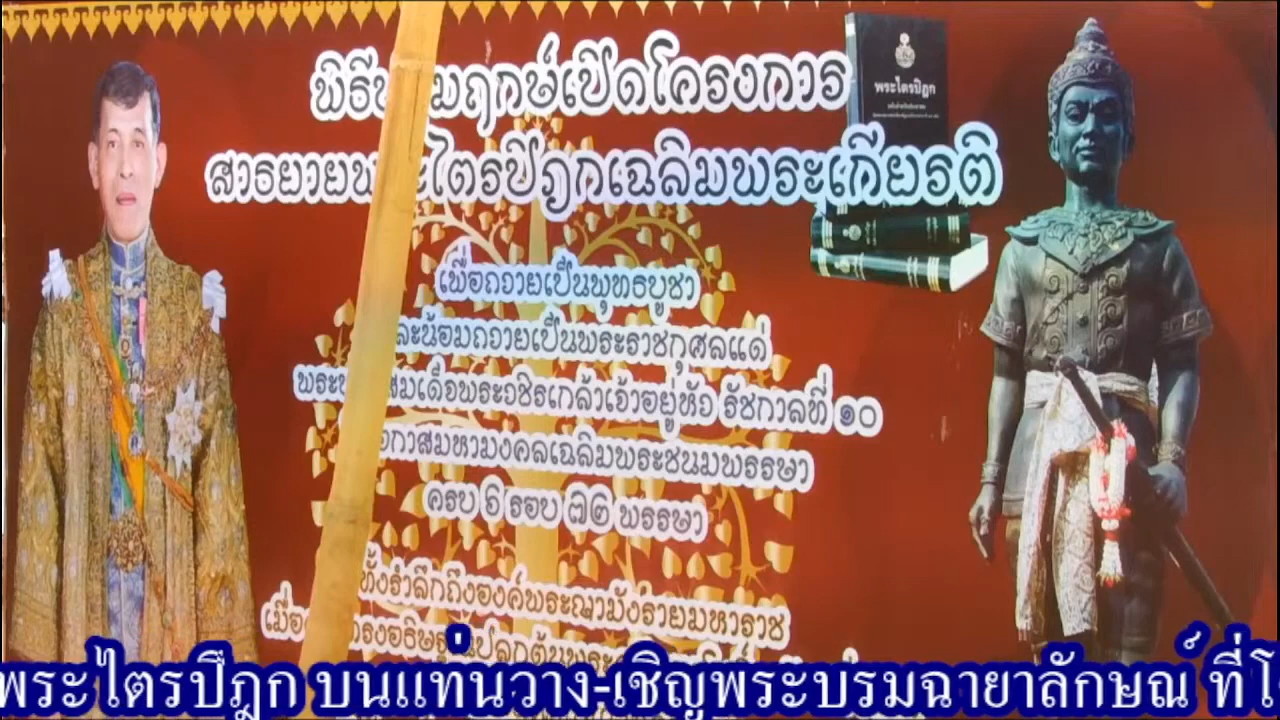 พระไตรปิฎก
โครงการ
สารยายพระไตรปิฎกเฉลิมพระเกียรติ
เพื่อถวายเป็นพุทธบูชา
ละน้อมถวายเป็นพระราชกุศลแด่
สมเด็จพระวชิรเกล้าเจ้าอยู่หัว รัชกาลที่ ๑๐
กาสมหามงคลเฉลิมพระชนมพรรษา
ครบ ๖ รอบ ๗๒ พรรษา
ทั้งรำลึกถึงองค์พระญามังรายมหาราช
พระไตรปิฎก บนแท่นวาง-เชิญพระบรมฉายาลักษณ์ ที่โ